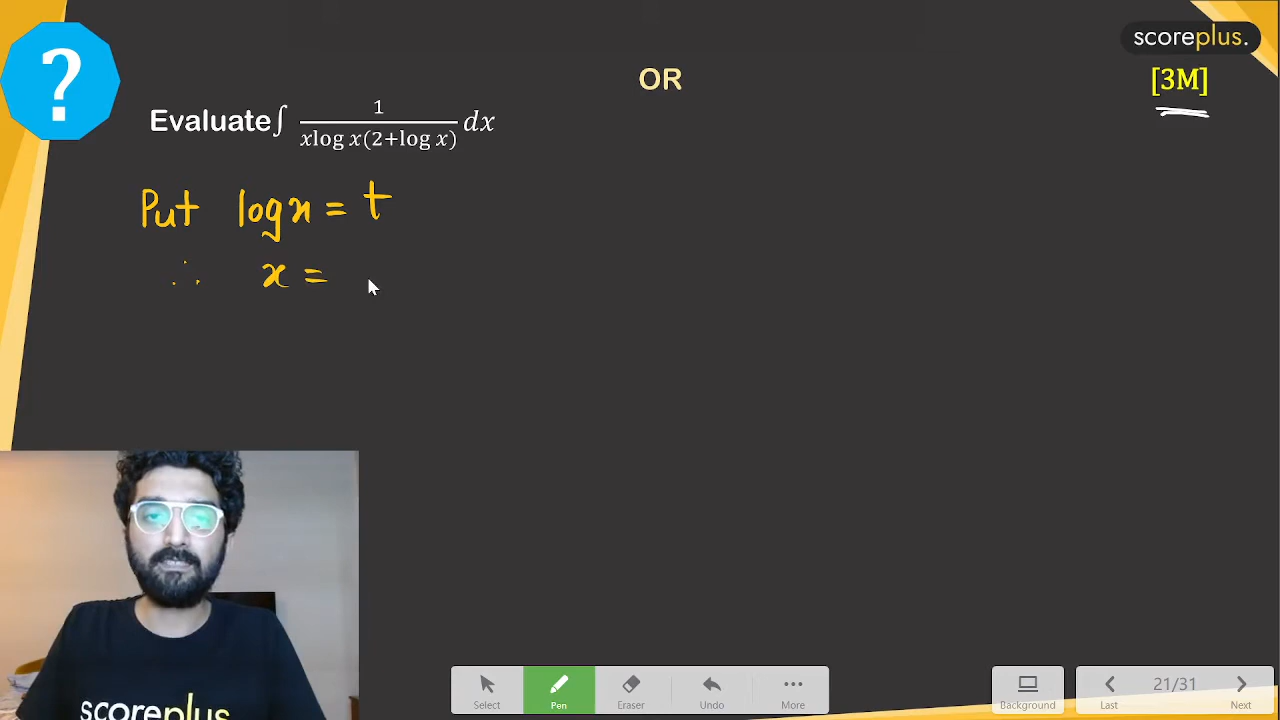 ?
scoreplus.
OR
[3M]
Evaluate∫ 1/(xlog x(2+log x)) dx
Put log x = t
∴ x =
scoreplus
Select
Pen
Eraser
Undo
More
Background
Last
21/31
Next